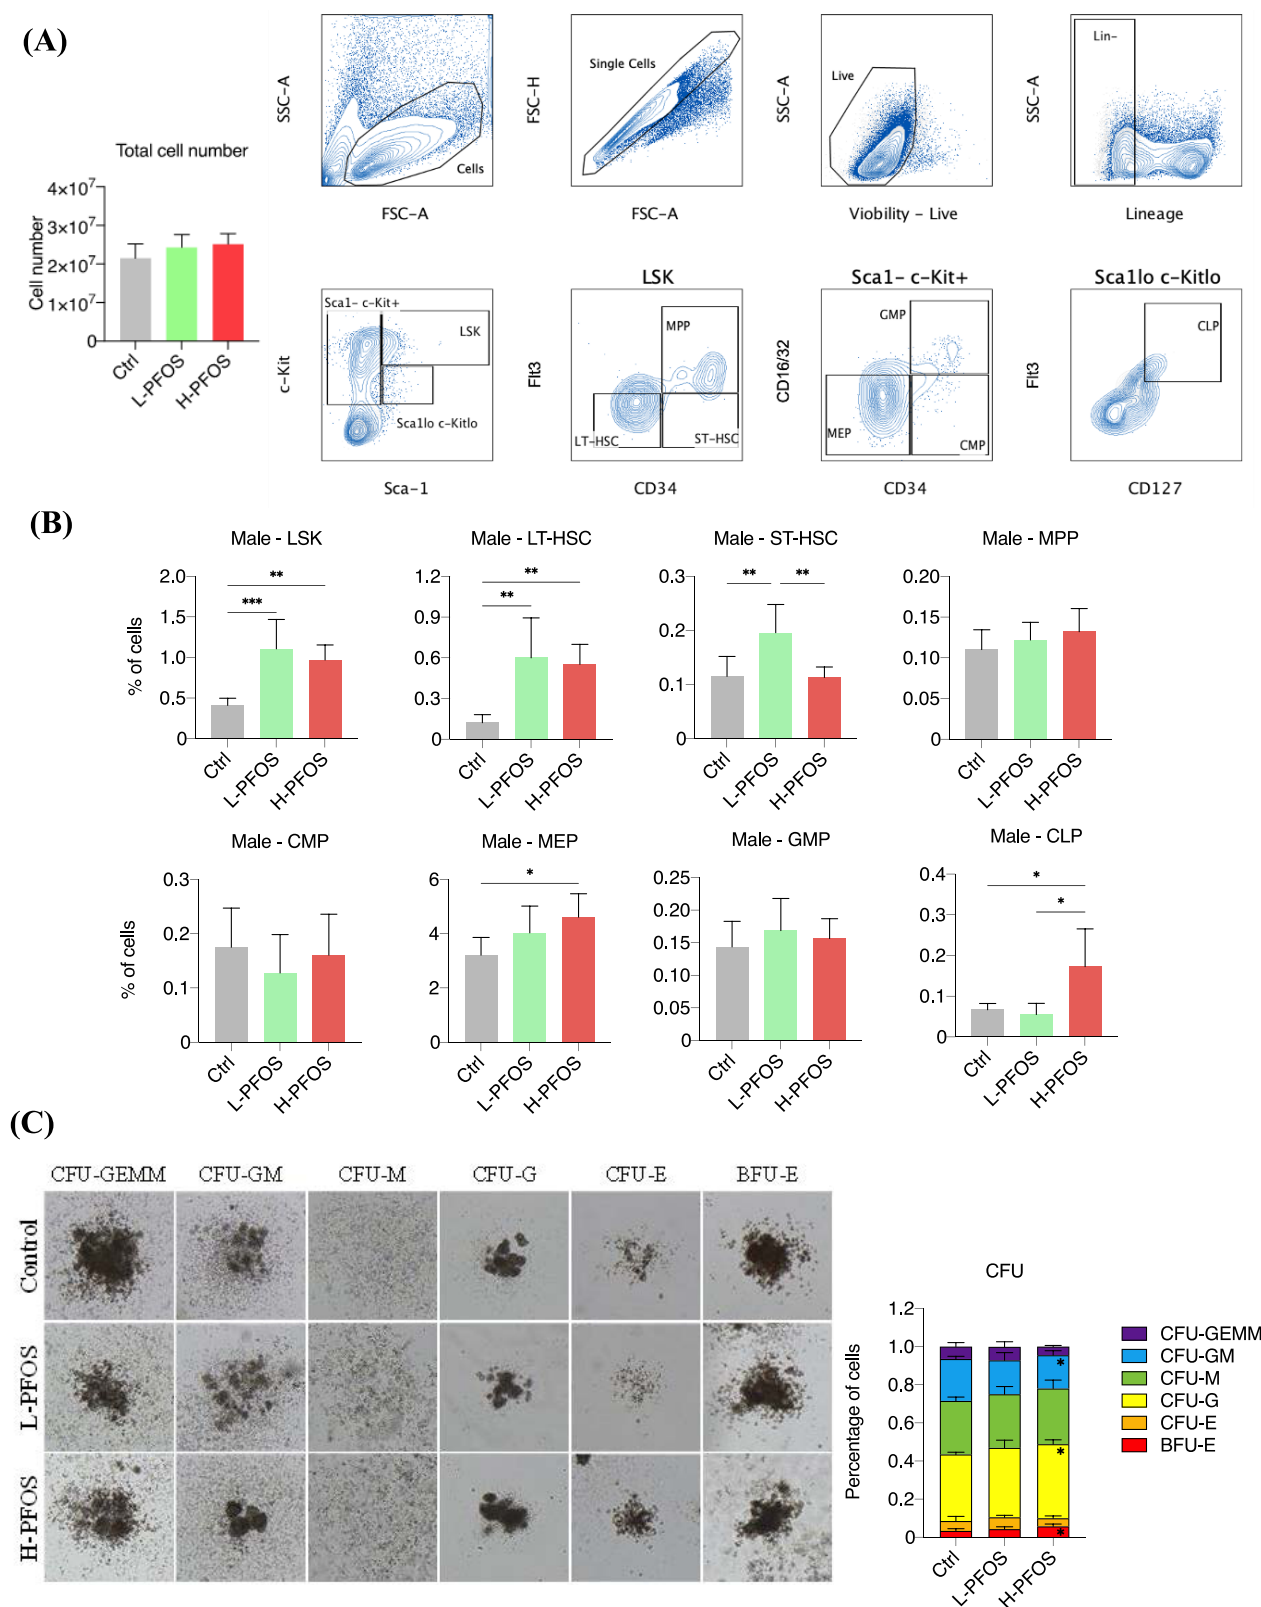 (A)
Total cell number
Cell number
4×10⁷
3×10⁷
2×10⁷
1×10⁷
0
Ctrl
L-PFOS
H-PFOS
SSC-A
Cells
FSC-A
FSC-H
Single Cells
FSC-A
SSC-A
Live
Viobility - Live
SSC-A
Lin-
Lineage
c-Kit
Sca1- c-Kit+
LSK
Sca1lo c-Kitlo
Sca-1
LSK
Flt3
MPP
LT-HSC
ST-HSC
CD34
Sca1- c-Kit+
CD16/32
GMP
MEP
CMP
CD34
Sca1lo c-Kitlo
Flt3
CLP
CD127
(B)
Male - LSK
% of cells
2.0
1.5
1.0
0.5
0
**
***
Ctrl
L-PFOS
H-PFOS
Male - LT-HSC
1.2
0.9
0.6
0.3
0
**
**
Ctrl
L-PFOS
H-PFOS
Male - ST-HSC
0.3
0.2
0.1
0
**
**
Ctrl
L-PFOS
H-PFOS
Male - MPP
0.20
0.15
0.10
0.05
0
Ctrl
L-PFOS
H-PFOS
Male - CMP
% of cells
0.3
0.2
0.1
0
Ctrl
L-PFOS
H-PFOS
Male - MEP
6
4
2
0
*
Ctrl
L-PFOS
H-PFOS
Male - GMP
0.25
0.20
0.15
0.10
0.05
0
Ctrl
L-PFOS
H-PFOS
Male - CLP
0.4
0.3
0.2
0.1
0
*
*
Ctrl
L-PFOS
H-PFOS
(C)
CFU-GEMM CFU-GM CFU-M CFU-G CFU-E BFU-E
Control
L-PFOS
H-PFOS
CFU
Percentage of cells
1.2
1.0
0.8
0.6
0.4
0.2
0
*
*
*
Ctrl
L-PFOS
H-PFOS
CFU-GEMM
CFU-GM
CFU-M
CFU-G
CFU-E
BFU-E